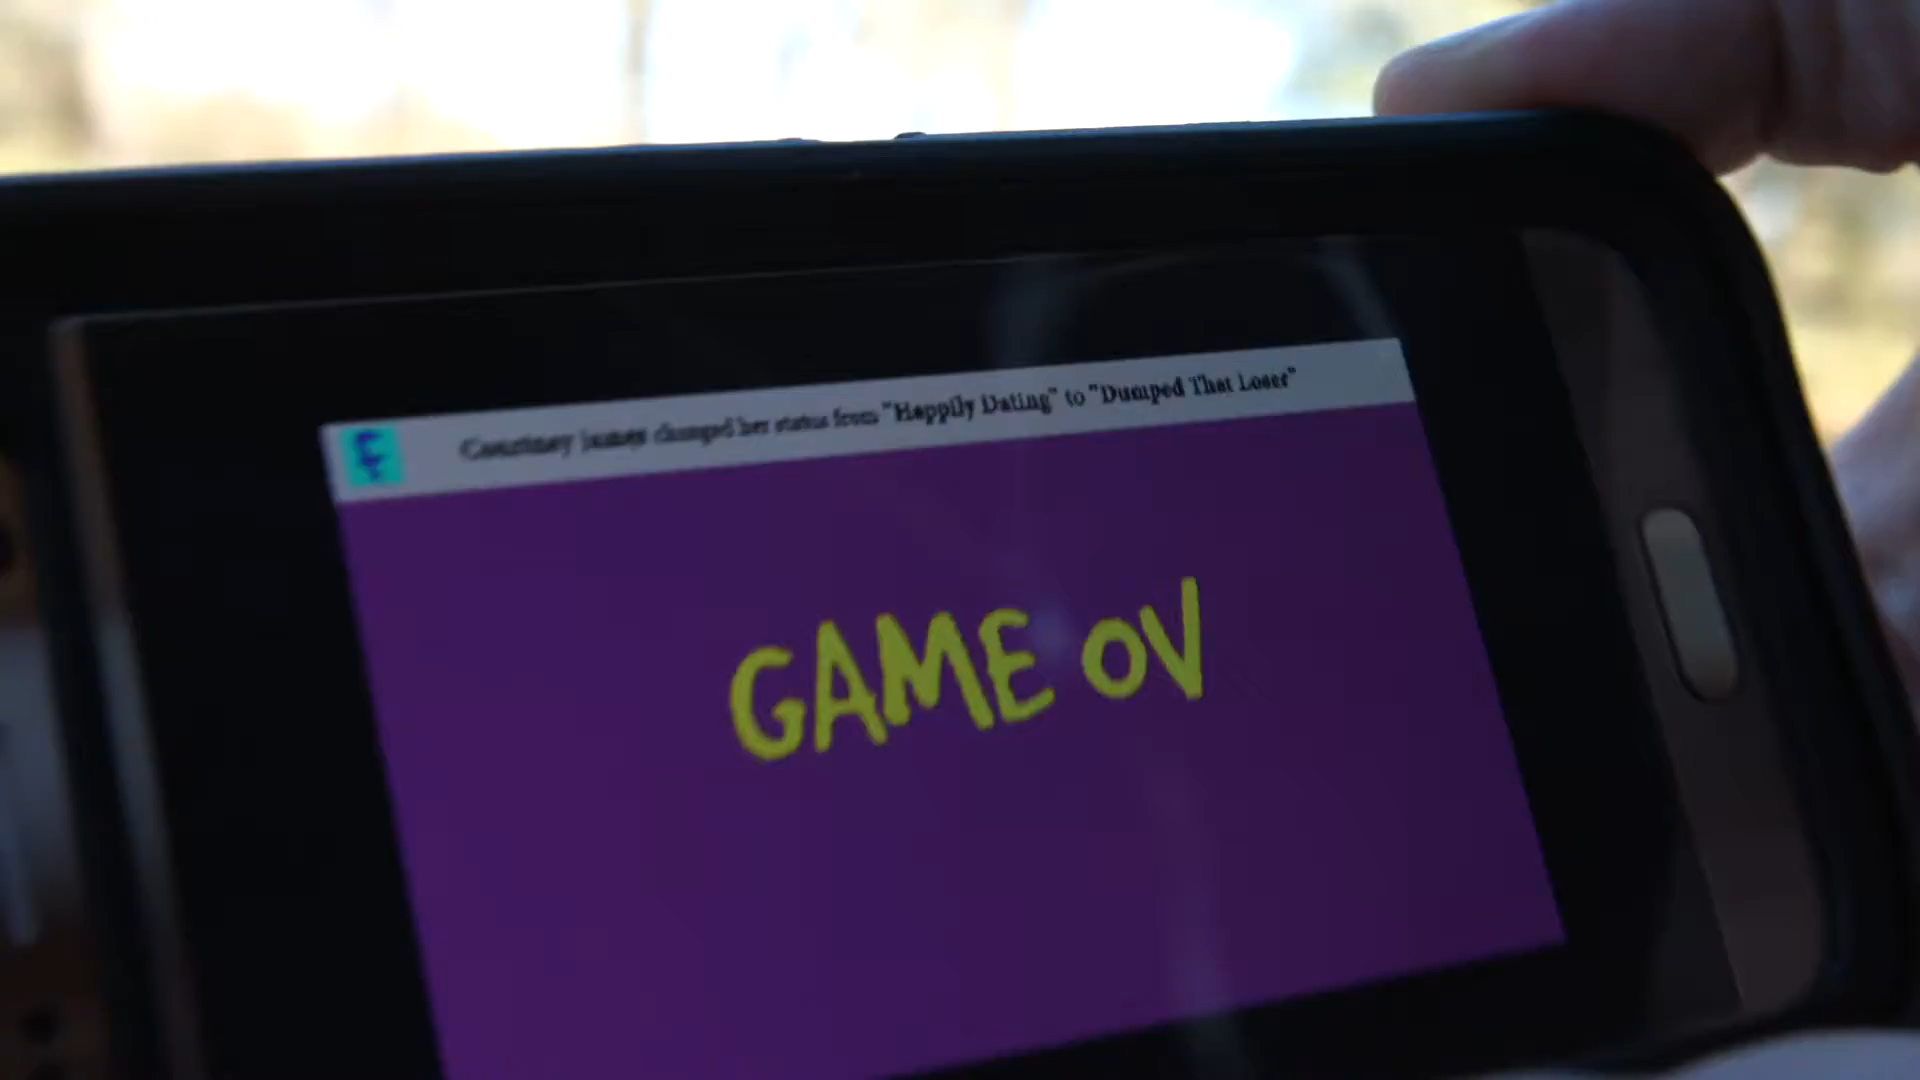 Courtney James changed her status from "Happily Dating" to "Dumped That Loser"
GAME OV